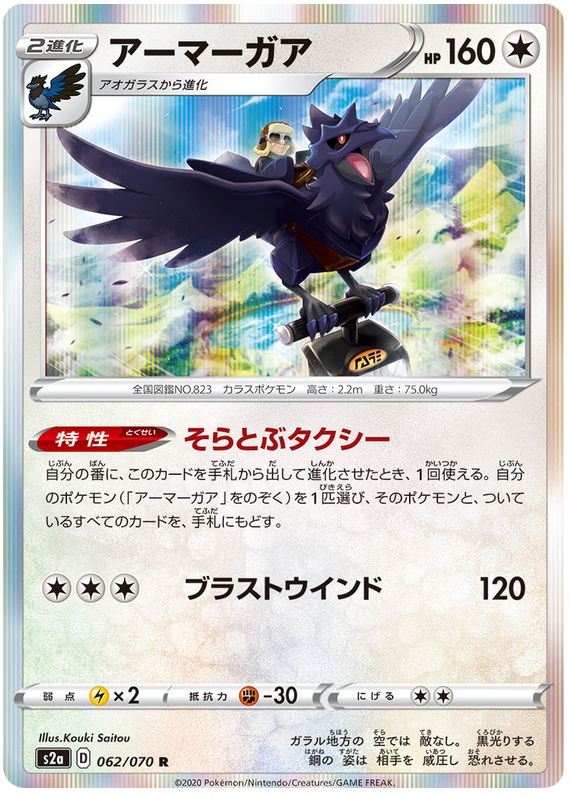 2進化
アーマーガア
HP 160
アオガラスから進化
全国図鑑NO.823 カラスポケモン 高さ：2.2m 重さ：75.0kg
特性 とくせい そらとぶタクシー
自分の番に、このカードを手札から出して進化させたとき、1回使える。自分
のポケモン（「アーマーガア」をのぞく）を1匹選び、そのポケモンと、ついて
いるすべてのカードを、手札にもどす。
ブラストウインド 120
弱点 ×2 抵抗力 -30 にげる
Illus.Kouki Saitou
ガラル地方の 空では 敵なし。 黒光りする
鋼の 姿は 相手を 威圧し 恐れさせる。
s2a D 062/070 R
©2020 Pokémon/Nintendo/Creatures/GAME FREAK.